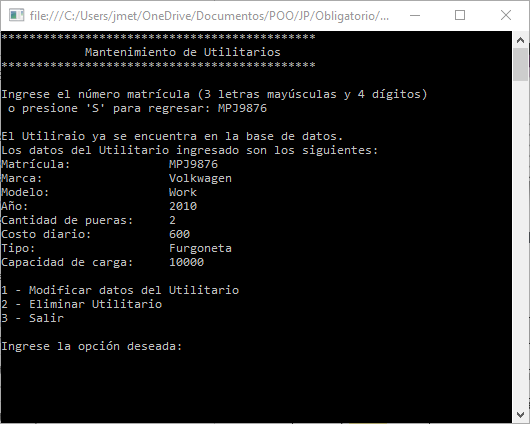 file:///C:/Users/jmet/OneDrive/Documentos/POO/JP/Obligatorio/...
*********************************************
Mantenimiento de Utilitarios
*********************************************
Ingrese el número matrícula (3 letras mayúsculas y 4 dígitos)
o presione 'S' para regresar: MPJ9876
El Utiliraio ya se encuentra en la base de datos.
Los datos del Utilitario ingresado son los siguientes:
Matrícula: MPJ9876
Marca: Volkwagen
Modelo: Work
Año: 2010
Cantidad de pueras: 2
Costo diario: 600
Tipo: Furgoneta
Capacidad de carga: 10000
1 - Modificar datos del Utilitario
2 - Eliminar Utilitario
3 - Salir
Ingrese la opción deseada: